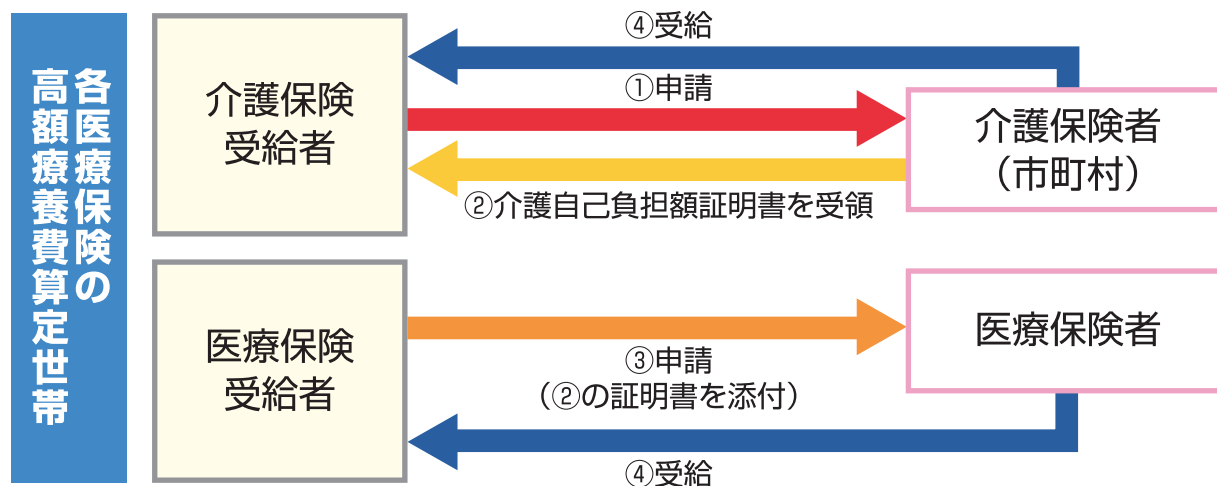 各医療保険の
高額療養費算定世帯
介護保険
受給者
④受給
①申請
②介護自己負担額証明書を受領
介護保険者
（市町村）
医療保険
受給者
③申請
（②の証明書を添付）
④受給
医療保険者